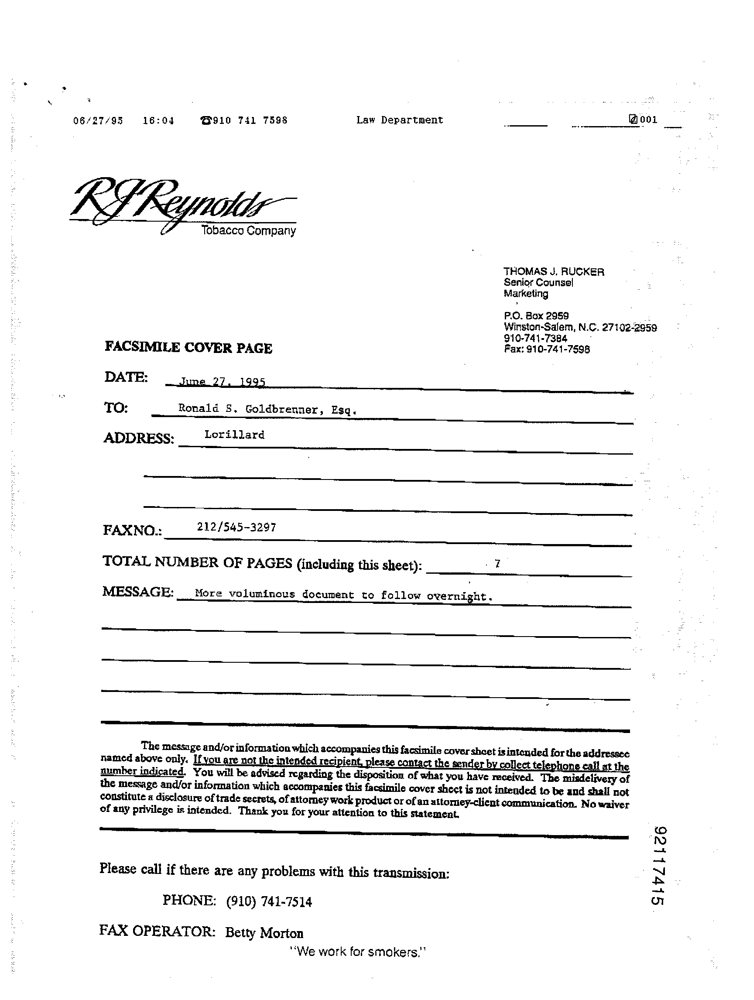 06/27/95 16:04 ☎910 741 7598 Law Department 001
RJReynolds
Tobacco Company
THOMAS J. RUCKER
Senior Counsel
Marketing
P.O. Box 2959
Winston-Salem, N.C. 27102-2959
910-741-7384
Fax: 910-741-7598
FACSIMILE COVER PAGE
DATE: June 27, 1995
TO: Ronald S. Goldbrenner, Esq.
ADDRESS: Lorillard
FAXNO.: 212/545-3297
TOTAL NUMBER OF PAGES (including this sheet): 7
MESSAGE: More voluminous document to follow overnight.
The message and/or information which accompanies this facsimile cover sheet is intended for the addressee
named above only. If you are not the intended recipient, please contact the sender by collect telephone call at the
number indicated. You will be advised regarding the disposition of what you have received. The misdelivery of
the message and/or information which accompanies this facsimile cover sheet is not intended to be and shall not
constitute a disclosure of trade secrets, of attorney work product or of an attorney-client communication. No waiver
of any privilege is intended. Thank you for your attention to this statement.
92117415
Please call if there are any problems with this transmission:
PHONE: (910) 741-7514
FAX OPERATOR: Betty Morton
"We work for smokers."